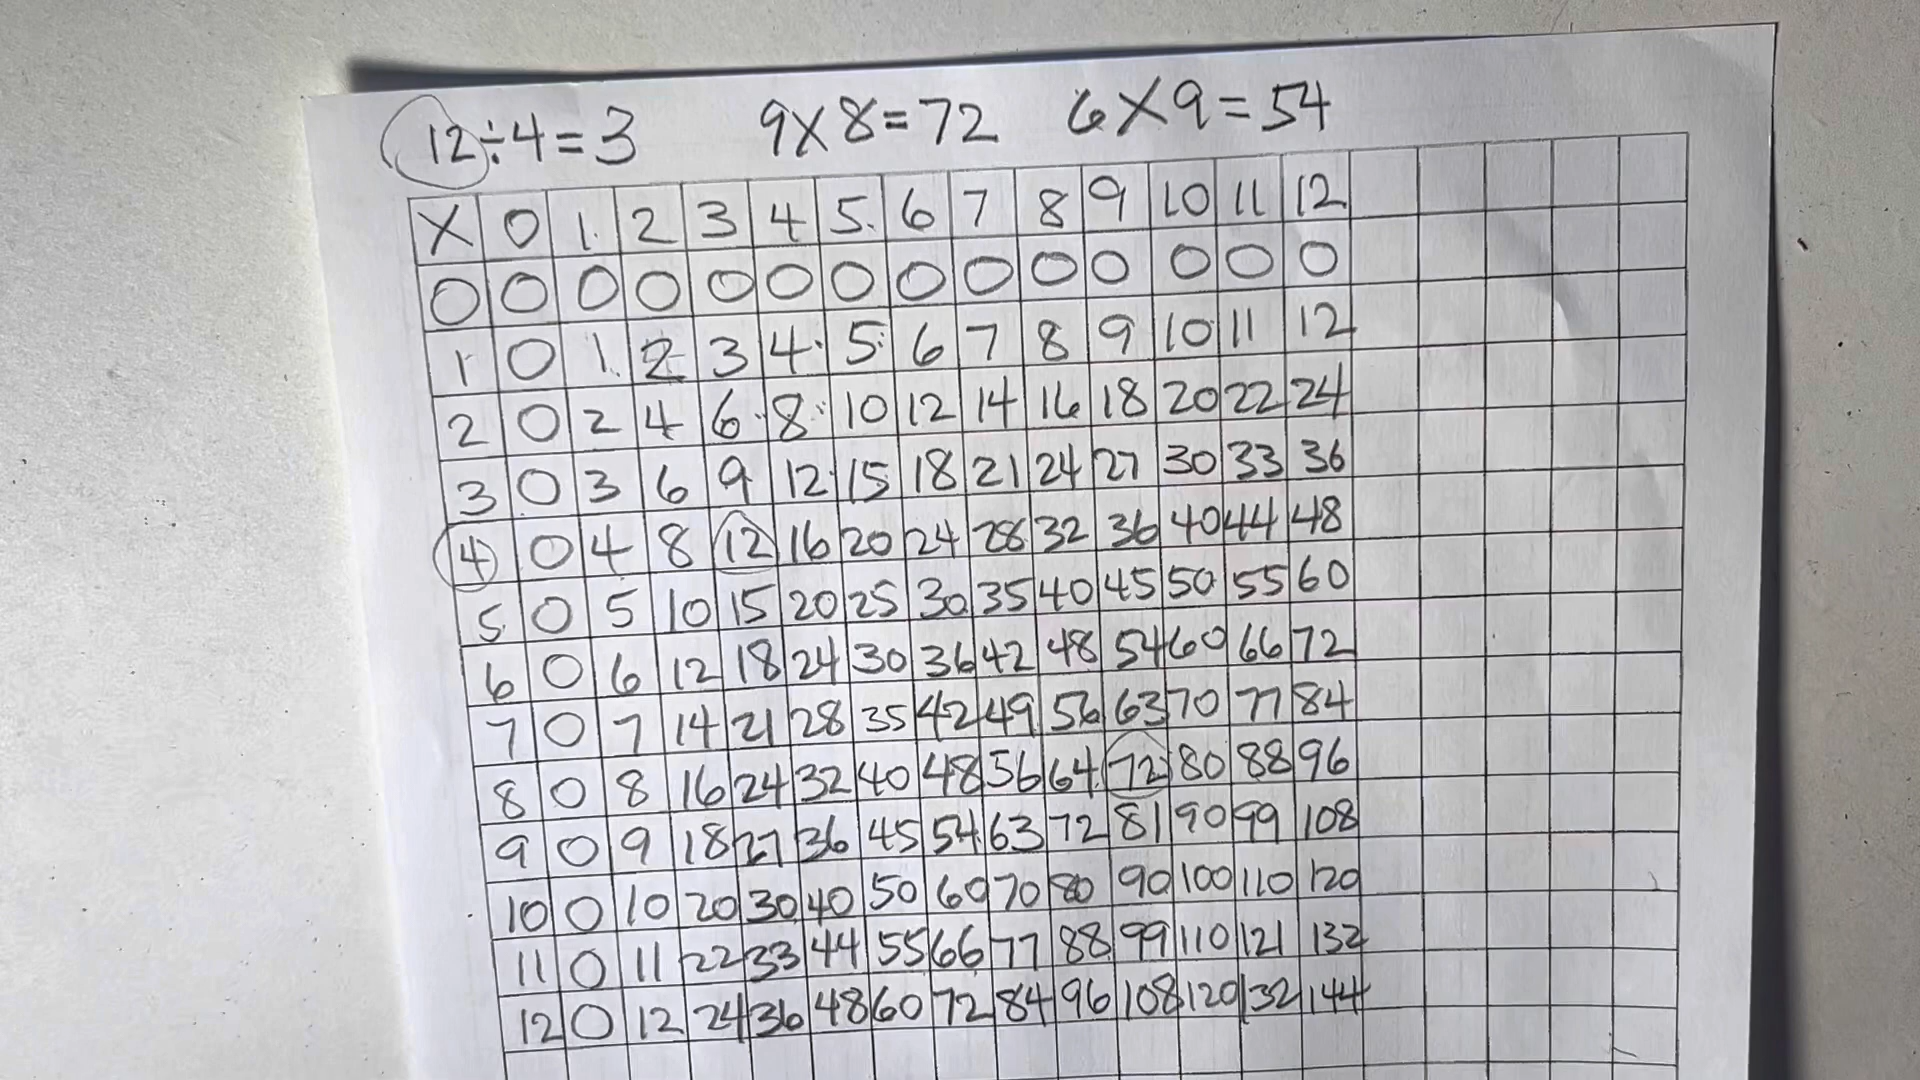 12÷4=3 9X8=72 6X9=54
X 0 1 2 3 4 5 6 7 8 9 10 11 12
0 0 0 0 0 0 0 0 0 0 0 0 0 0
1 0 1 2 3 4 5 6 7 8 9 10 11 12
2 0 2 4 6 8 10 12 14 16 18 20 22 24
3 0 3 6 9 12 15 18 21 24 27 30 33 36
4 0 4 8 12 16 20 24 28 32 36 40 44 48
5 0 5 10 15 20 25 30 35 40 45 50 55 60
6 0 6 12 18 24 30 36 42 48 54 60 66 72
7 0 7 14 21 28 35 42 49 56 63 70 77 84
8 0 8 16 24 32 40 48 56 64 72 80 88 96
9 0 9 18 27 36 45 54 63 72 81 90 99 108
10 0 10 20 30 40 50 60 70 80 90 100 110 120
11 0 11 22 33 44 55 66 77 88 99 110 121 132
12 0 12 24 36 48 60 72 84 96 108 120 132 144